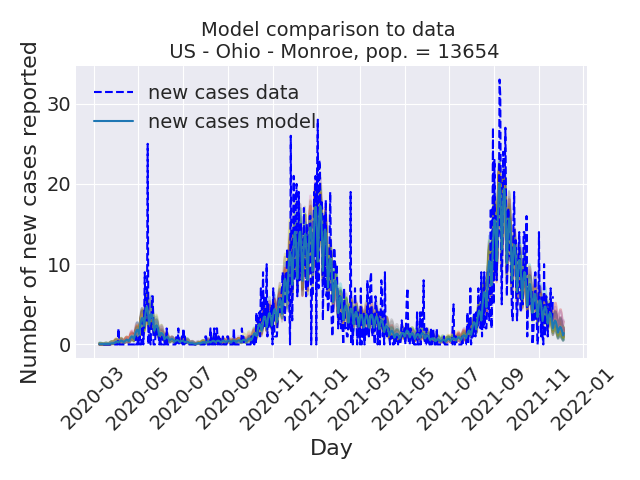 Model comparison to data
US - Ohio - Monroe, pop. = 13654
new cases data
new cases model
Number of new cases reported
30
20
10
0
2020-03
2020-05
2020-07
2020-09
2020-11
2021-01
2021-03
2021-05
2021-07
2021-09
2021-11
2022-01
Day